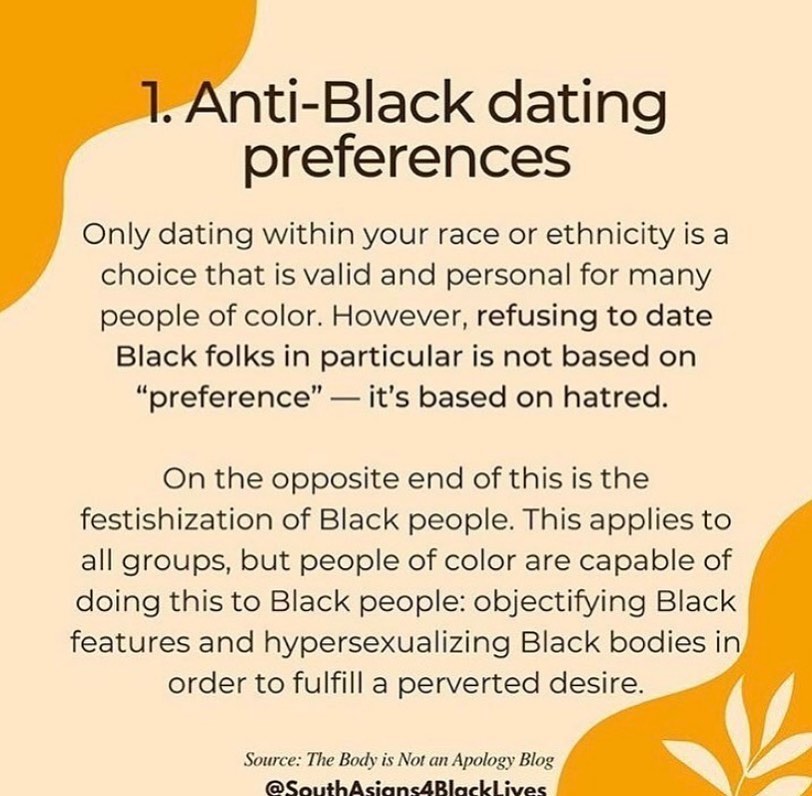 1. Anti-Black dating
preferences
Only dating within your race or ethnicity is a
choice that is valid and personal for many
people of color. However, refusing to date
Black folks in particular is not based on
“preference” — it’s based on hatred.
On the opposite end of this is the
festishization of Black people. This applies to
all groups, but people of color are capable of
doing this to Black people: objectifying Black
features and hypersexualizing Black bodies in
order to fulfill a perverted desire.
Source: The Body is Not an Apology Blog
@SouthAsians4BlackLives